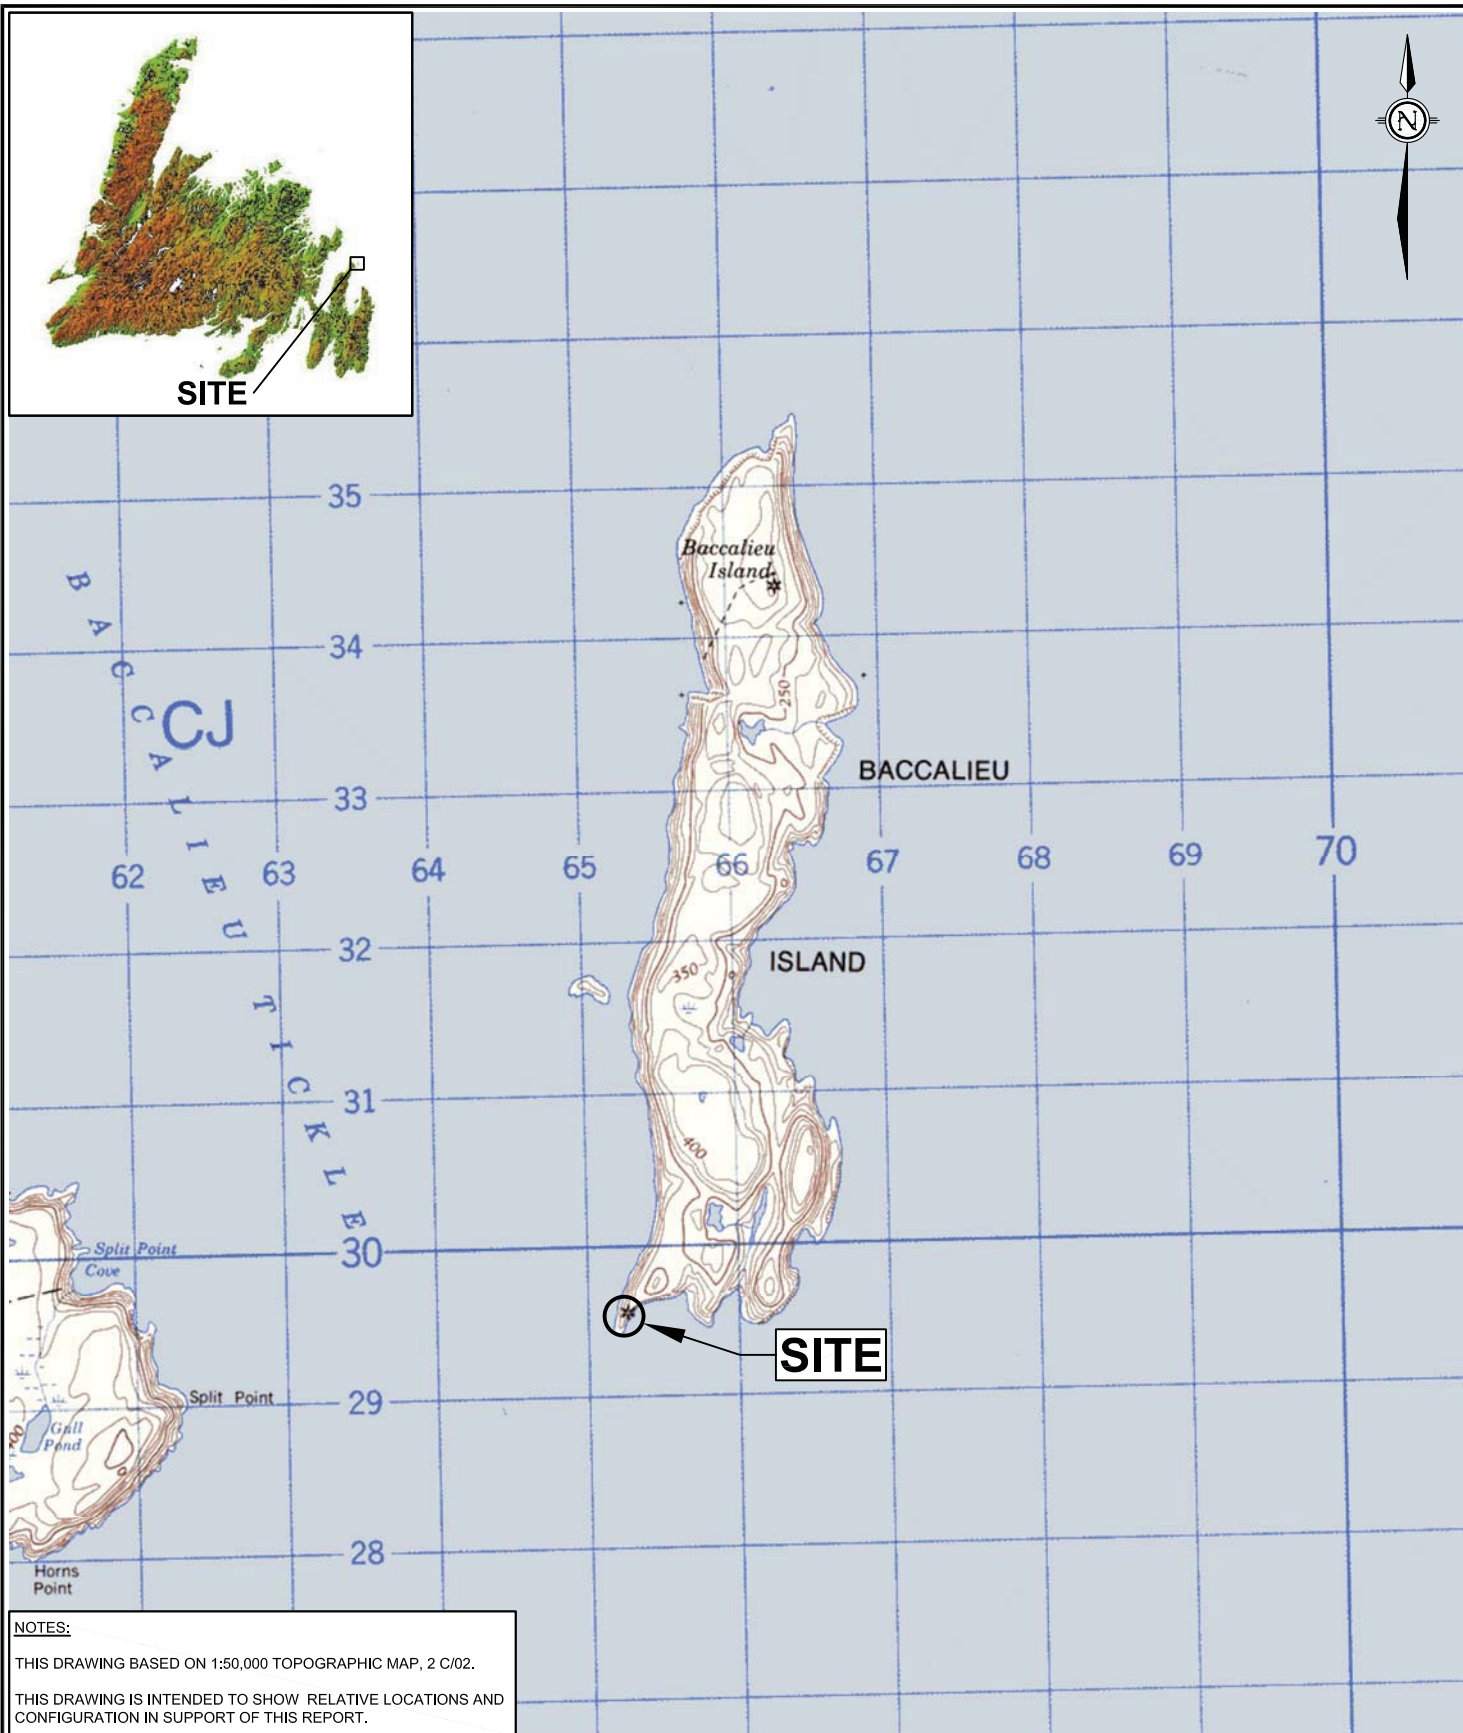 SITE
N
35
Baccalieu
Island
34
250
BACCALIEU TICKLE
CJ
BACCALIEU
33
62 63 64 65 66 67 68 69 70
32
ISLAND
350
31
400
30
Split Point
Cove
SITE
Split Point
29
Gull
Pond
28
Horns
Point
NOTES:
THIS DRAWING BASED ON 1:50,000 TOPOGRAPHIC MAP, 2 C/02.
THIS DRAWING IS INTENDED TO SHOW RELATIVE LOCATIONS AND
CONFIGURATION IN SUPPORT OF THIS REPORT.